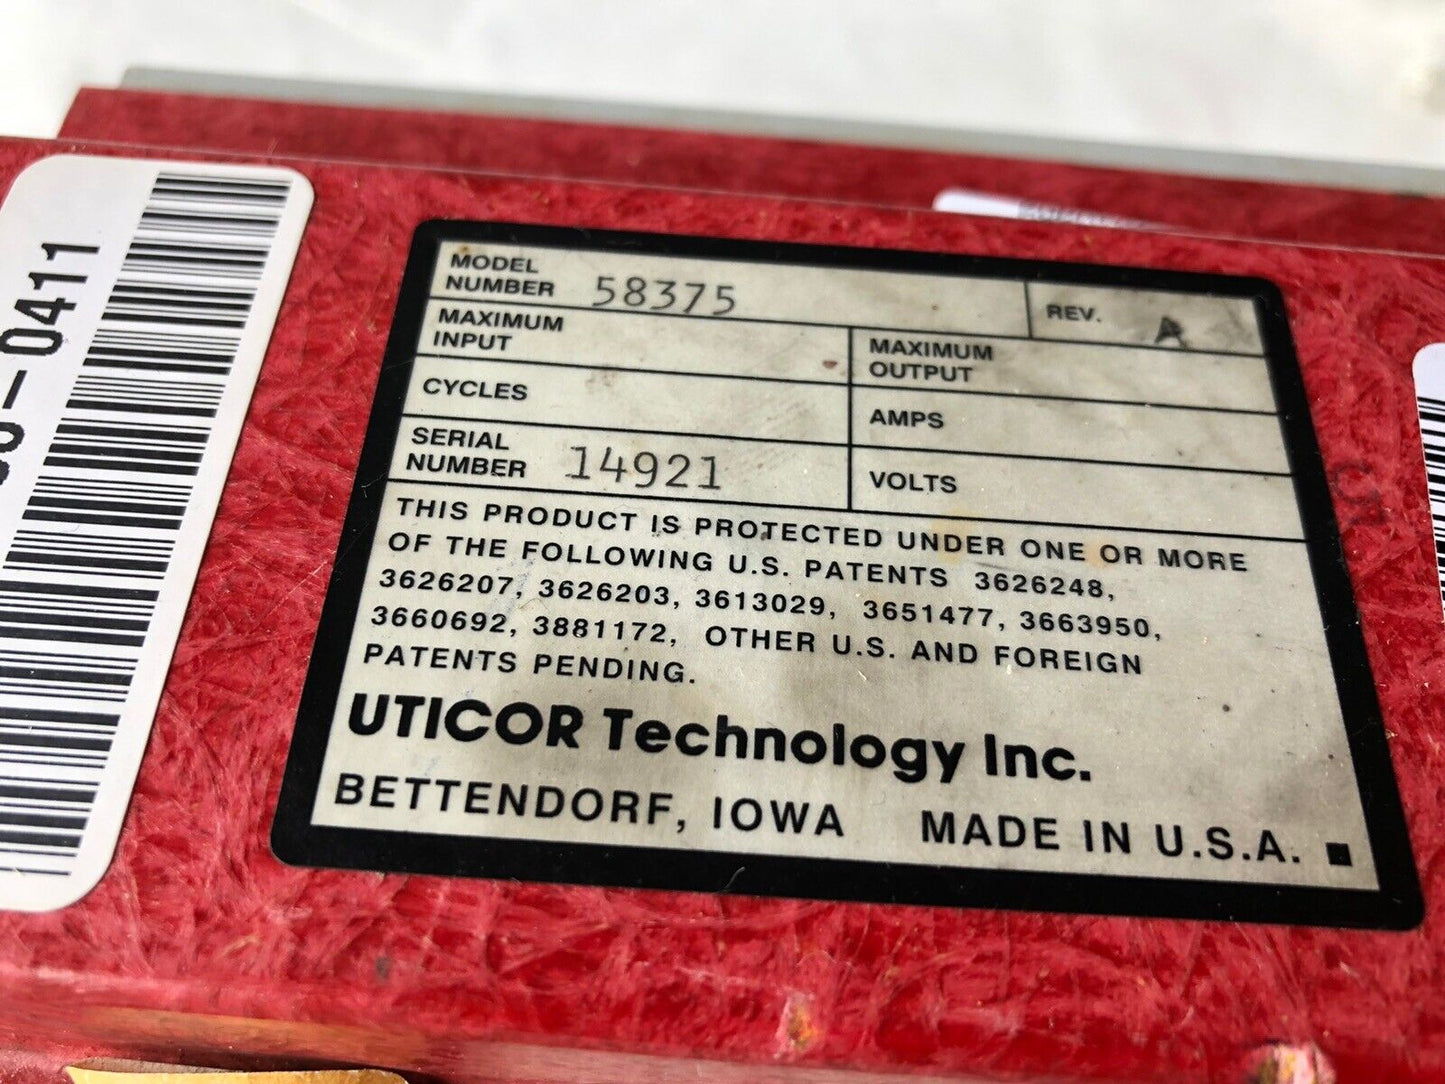 -0411
MODEL NUMBER 58375
REV. A
MAXIMUM INPUT
MAXIMUM OUTPUT
CYCLES
AMPS
SERIAL NUMBER 14921
VOLTS
THIS PRODUCT IS PROTECTED UNDER ONE OR MORE
OF THE FOLLOWING U.S. PATENTS 3626248,
3626207, 3626203, 3613029, 3651477, 3663950,
3660692, 3881172, OTHER U.S. AND FOREIGN
PATENTS PENDING.
UTICOR Technology Inc.
BETTENDORF, IOWA MADE IN U.S.A.